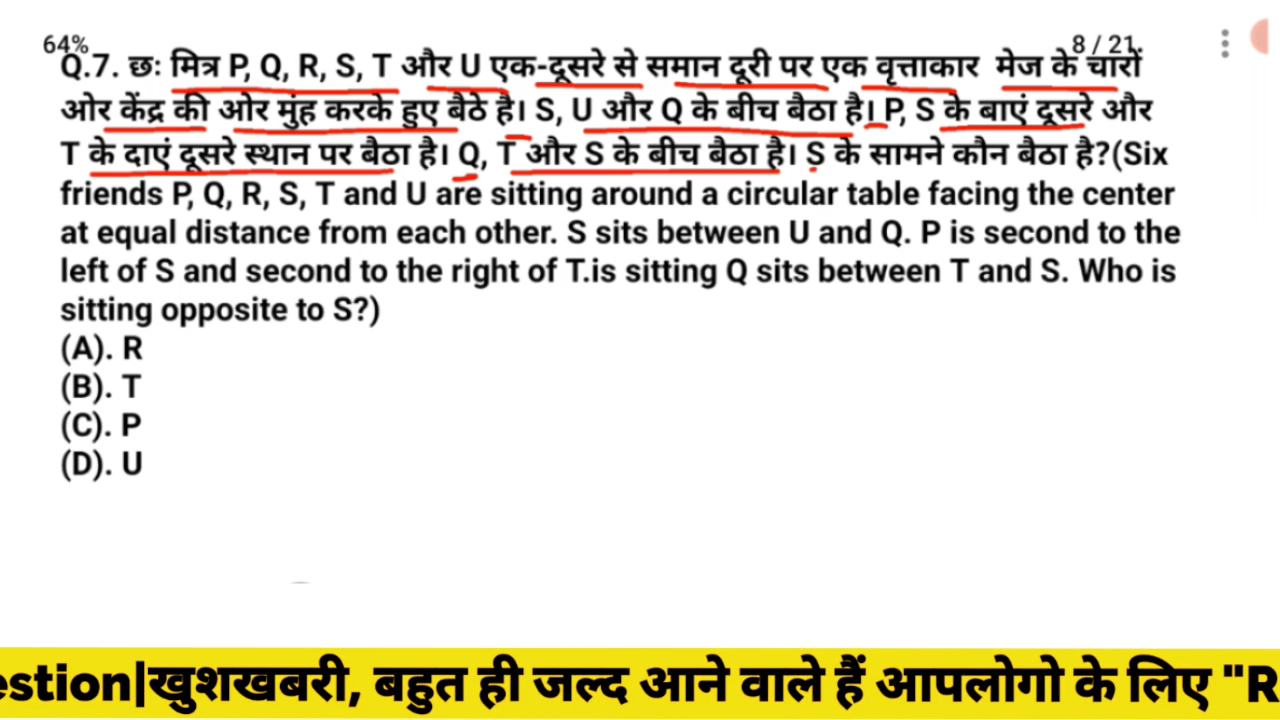 64%
8 / 21
Q.7. छः मित्र P, Q, R, S, T और U एक-दूसरे से समान दूरी पर एक वृत्ताकार मेज के चारों
ओर केंद्र की ओर मुंह करके हुए बैठे है। S, U और Q के बीच बैठा है। P, S के बाएं दूसरे और
T के दाएं दूसरे स्थान पर बैठा है। Q, T और S के बीच बैठा है। S के सामने कौन बैठा है?(Six
friends P, Q, R, S, T and U are sitting around a circular table facing the center
at equal distance from each other. S sits between U and Q. P is second to the
left of S and second to the right of T.is sitting Q sits between T and S. Who is
sitting opposite to S?)
(A). R
(B). T
(C). P
(D). U
estion|खुशखबरी, बहुत ही जल्द आने वाले हैं आपलोगो के लिए "R